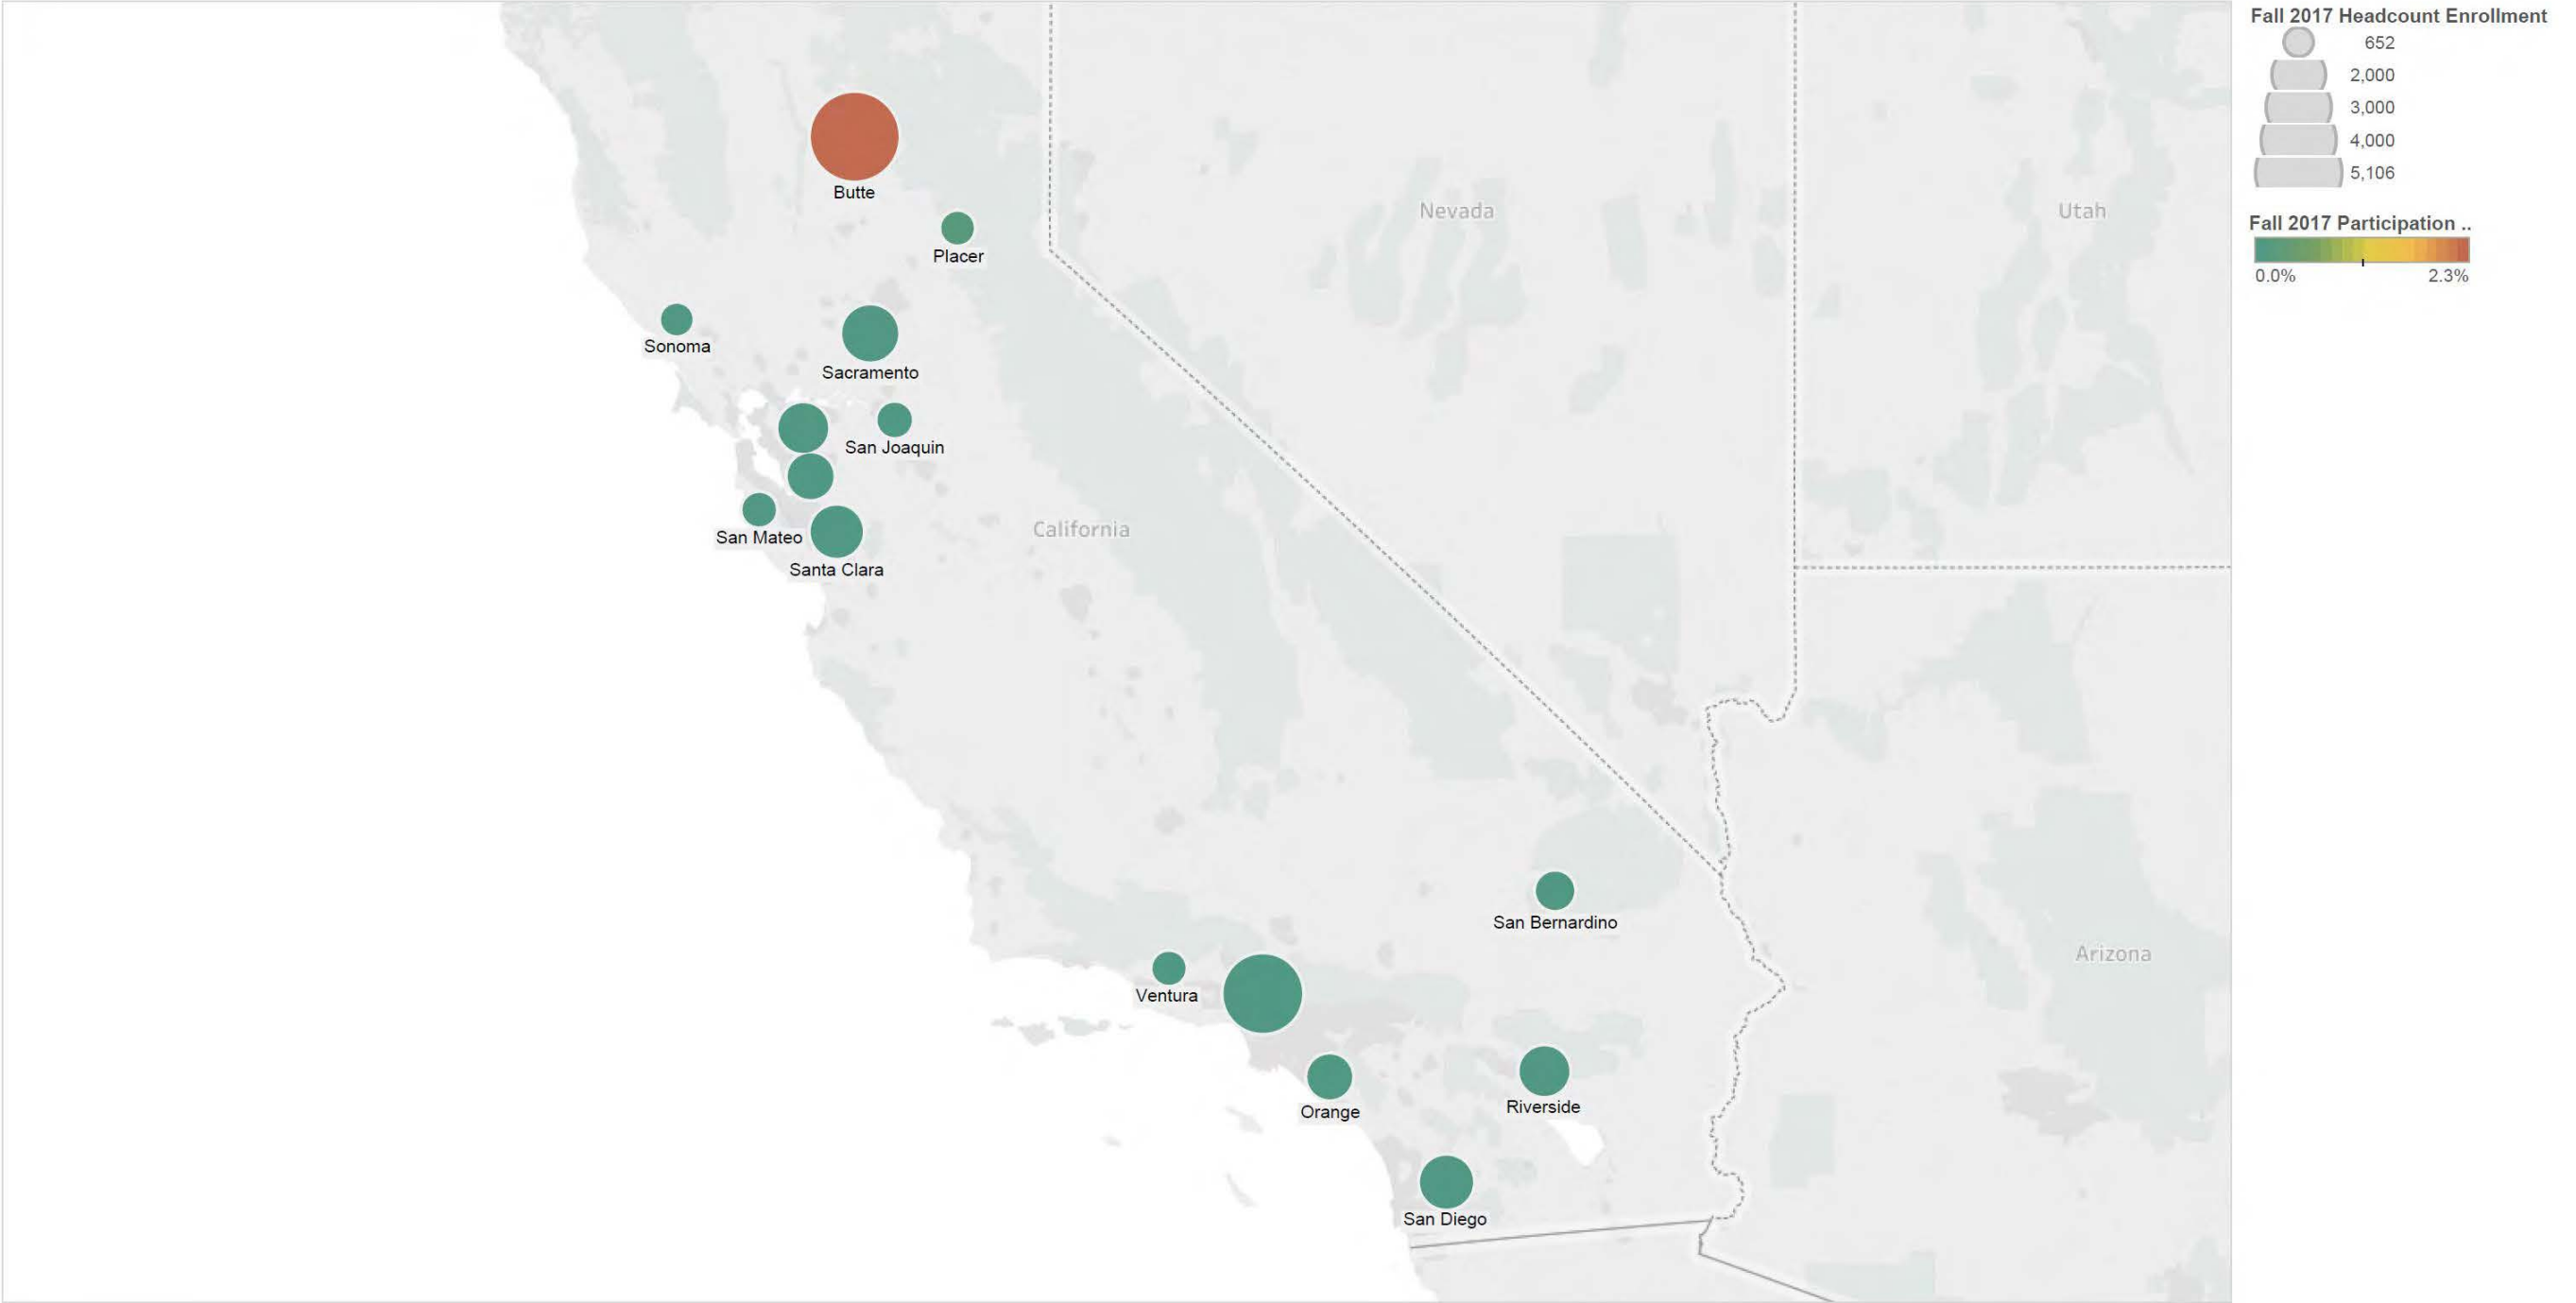 Fall 2017 Headcount Enrollment
652
2,000
3,000
4,000
5,106
Fall 2017 Participation ..
0.0%
2.3%
Butte
Nevada
Utah
Placer
Sonoma
Sacramento
San Joaquin
California
San Mateo
Santa Clara
San Bernardino
Arizona
Ventura
Orange
Riverside
San Diego